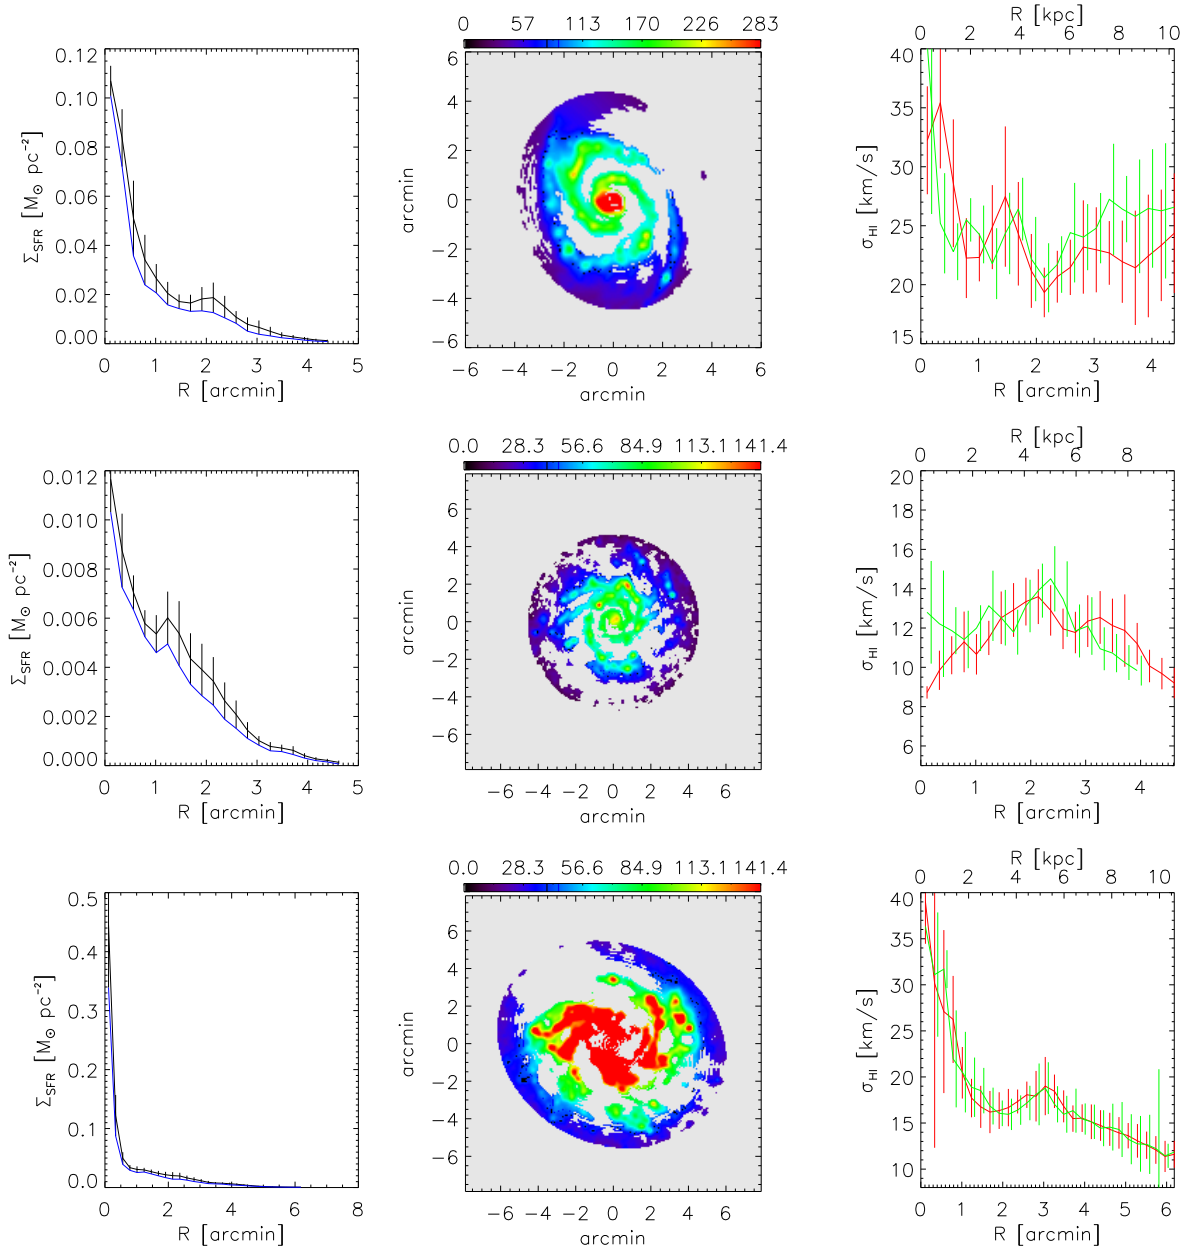 0 57 113 170 226 283
R [kpc]
0 2 4 6 8 10
Σ_SFR [M⊙ pc⁻²]
0.12
0.10
0.08
0.06
0.04
0.02
0.00
0 1 2 3 4 5
R [arcmin]
arcmin
6
4
2
0
−2
−4
−6
−6 −4 −2 0 2 4 6
arcmin
σ_HI [km/s]
40
35
30
25
20
15
0 1 2 3 4
R [arcmin]
0.0 28.3 56.6 84.9 113.1 141.4
R [kpc]
0 2 4 6 8
Σ_SFR [M⊙ pc⁻²]
0.012
0.010
0.008
0.006
0.004
0.002
0.000
0 1 2 3 4 5
R [arcmin]
arcmin
6
4
2
0
−2
−4
−6
−6 −4 −2 0 2 4 6
arcmin
σ_HI [km/s]
20
18
16
14
12
10
8
6
0 1 2 3 4
R [arcmin]
0.0 28.3 56.6 84.9 113.1 141.4
R [kpc]
0 2 4 6 8 10
Σ_SFR [M⊙ pc⁻²]
0.5
0.4
0.3
0.2
0.1
0.0
0 2 4 6 8
R [arcmin]
arcmin
6
4
2
0
−2
−4
−6
−6 −4 −2 0 2 4 6
arcmin
σ_HI [km/s]
40
35
30
25
20
15
10
0 1 2 3 4 5 6
R [arcmin]